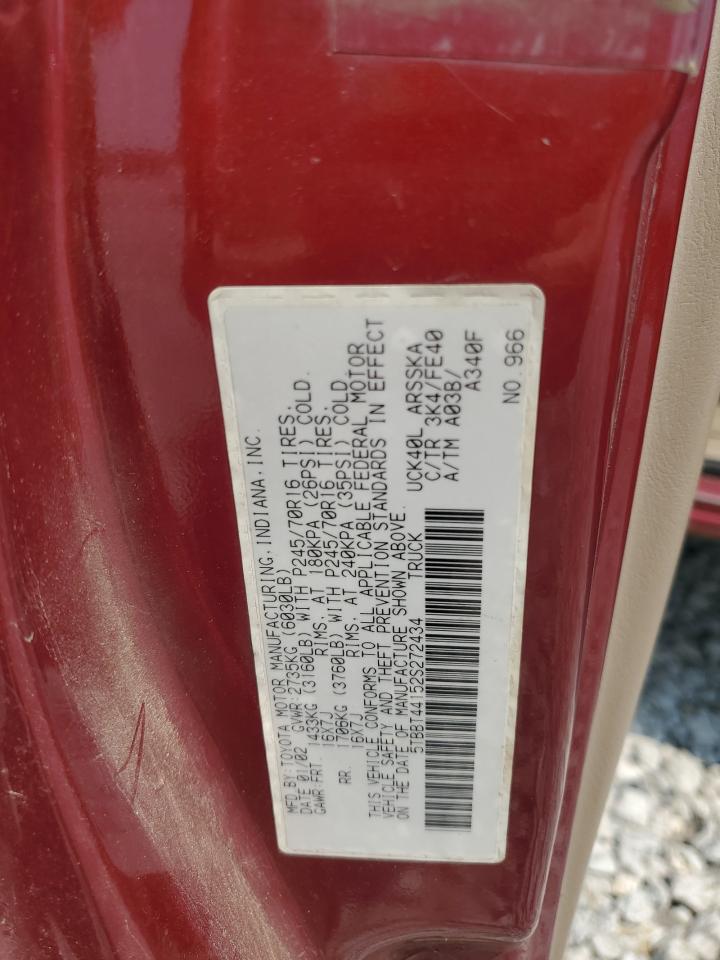 MFD.BY:TOYOTA MOTOR MANUFACTURING,INDIANA,INC.
DATE 01/02 GVWR:2735KG (6030LB)
GAWR FRT. 1433KG (3160LB) WITH P245/70R16 TIRES.
16X7J RIMS. AT 180KPA (26PSI) COLD.
RR. 1706KG (3760LB) WITH P245/70R16 TIRES.
16X7J RIMS. AT 240KPA (35PSI) COLD
THIS VEHICLE CONFORMS TO ALL APPLICABLE FEDERAL MOTOR
VEHICLE SAFETY AND THEFT PREVENTION STANDARDS IN EFFECT
ON THE DATE OF MANUFACTURE SHOWN ABOVE.
5TBBT44152S272434 TRUCK
UCK40L ARSSKA
C/TR 3K4/FE40
A/TM A03B/
A340F
NO.966